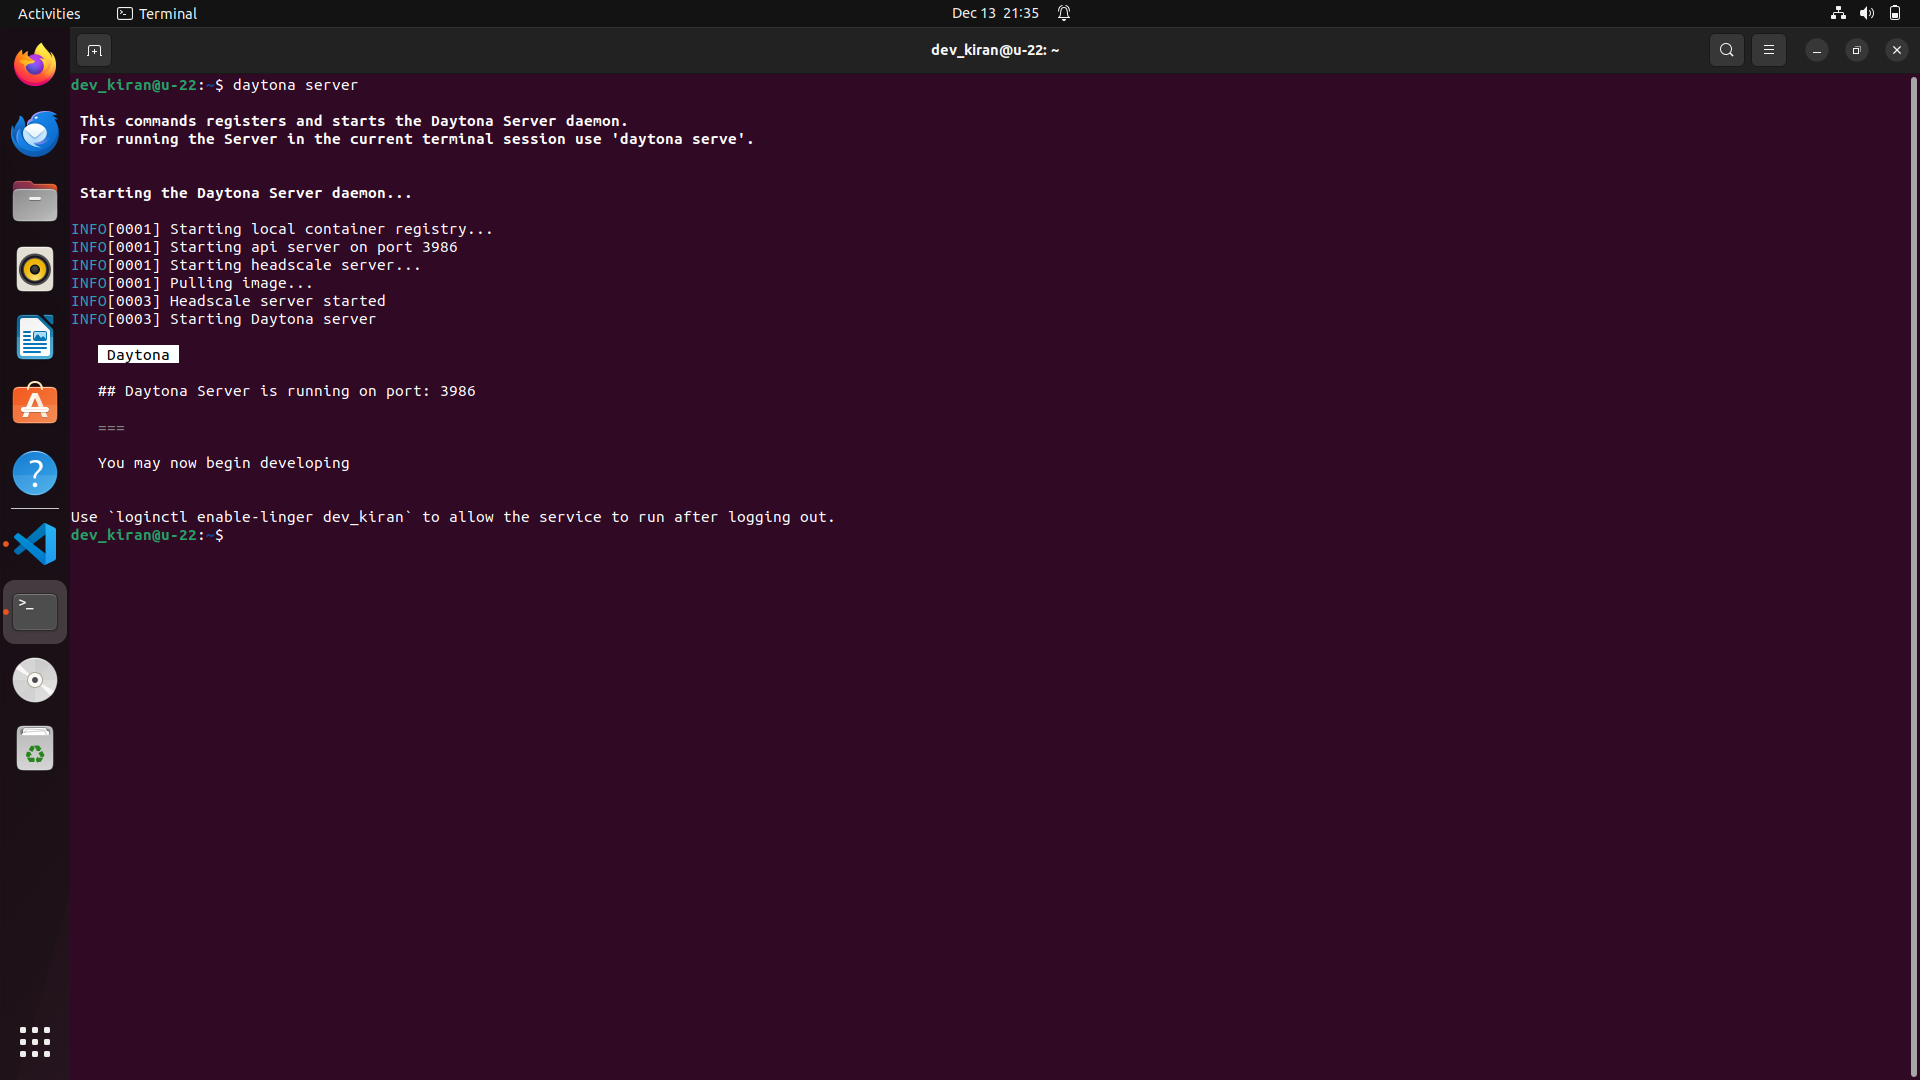 Activities
Terminal
Dec 13 21:35
dev_kiran@u-22: ~
dev_kiran@u-22:~$ daytona server
This commands registers and starts the Daytona Server daemon.
For running the Server in the current terminal session use 'daytona serve'.
Starting the Daytona Server daemon...
INFO[0001] Starting local container registry...
INFO[0001] Starting api server on port 3986
INFO[0001] Starting headscale server...
INFO[0001] Pulling image...
INFO[0003] Headscale server started
INFO[0003] Starting Daytona server
Daytona
## Daytona Server is running on port: 3986
===
You may now begin developing
Use `loginctl enable-linger dev_kiran` to allow the service to run after logging out.
dev_kiran@u-22:~$